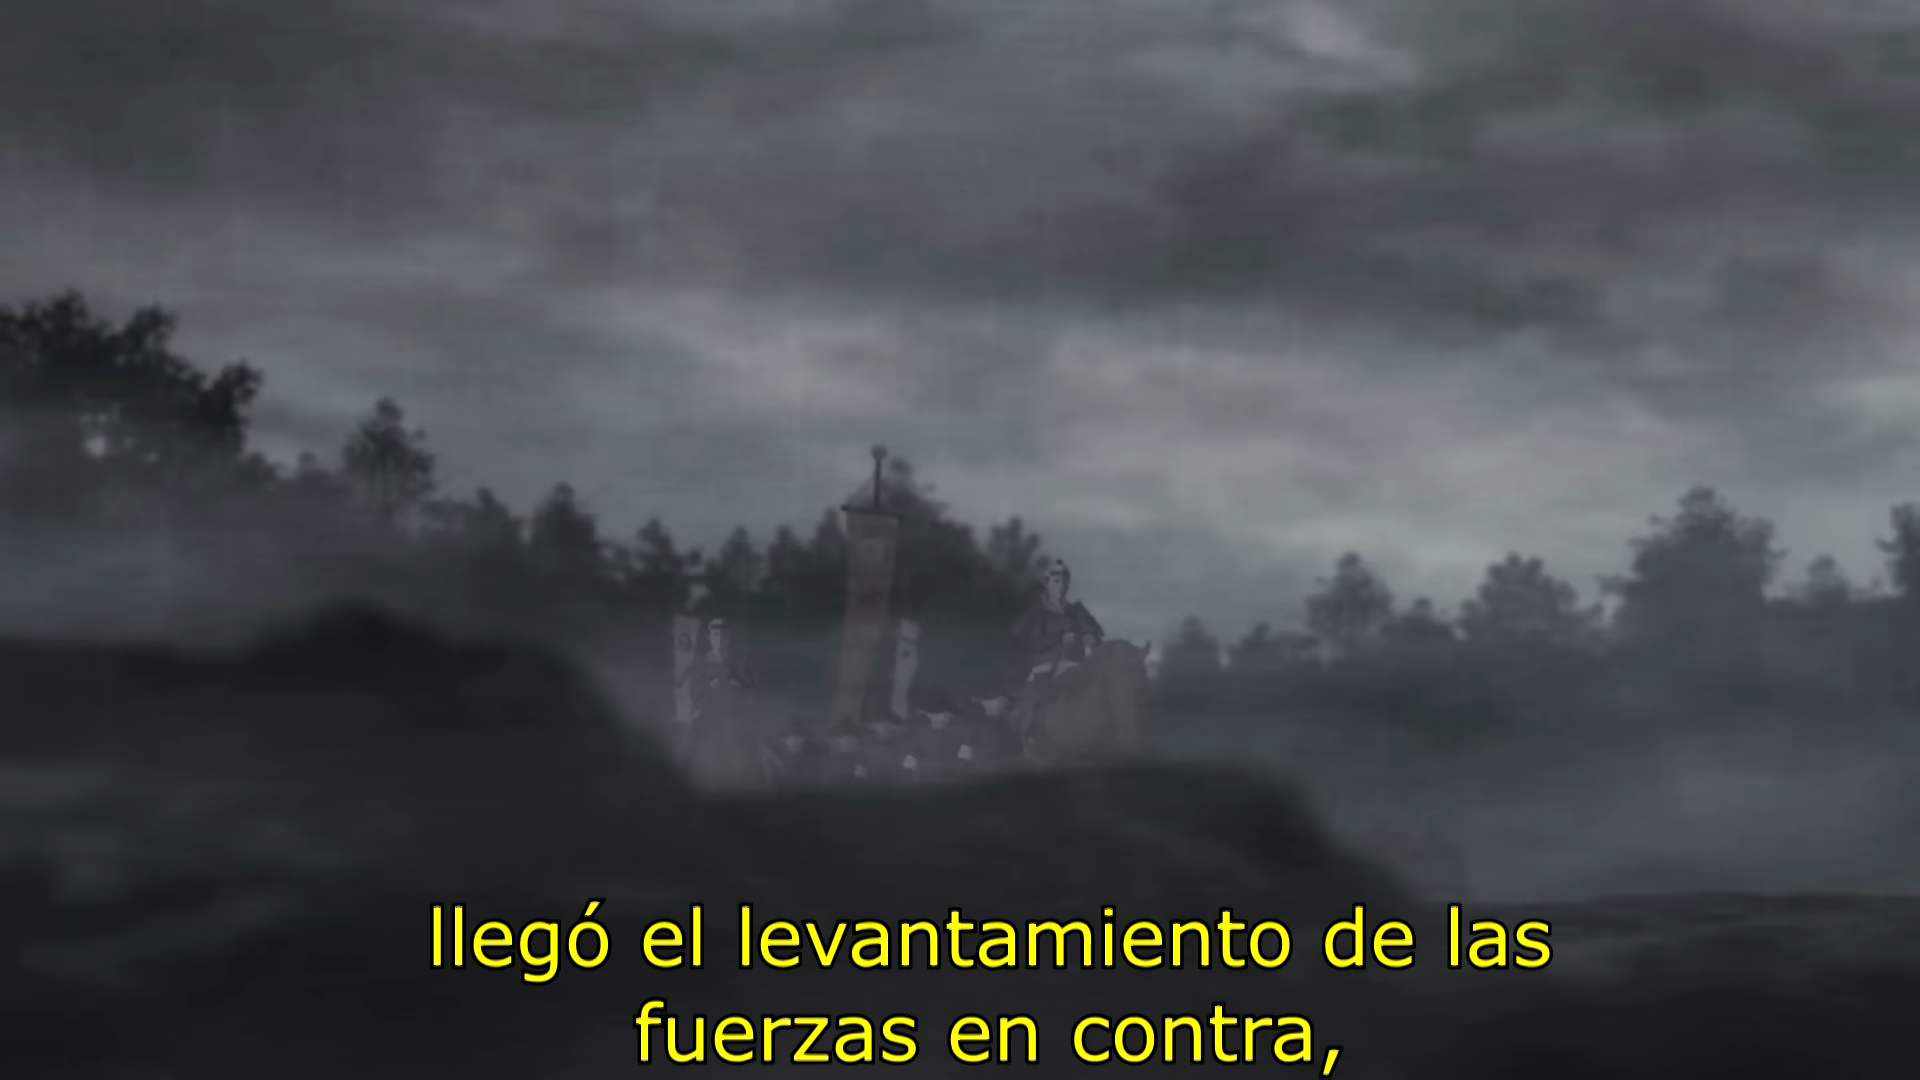 llegó el levantamiento de las
fuerzas en contra,